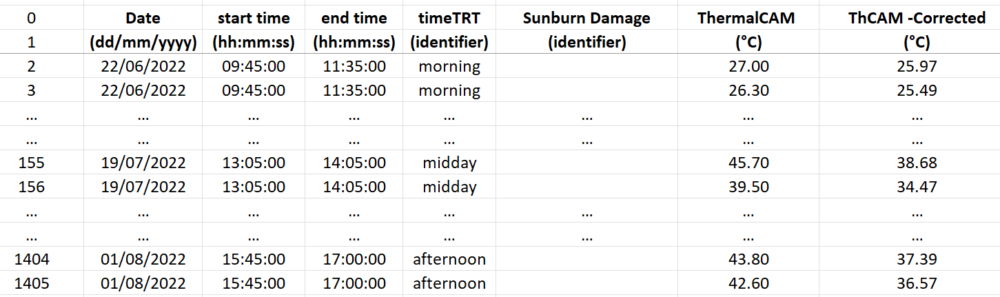 0 Date start time end time timeTRT Sunburn Damage ThermalCAM ThCAM -Corrected
1 (dd/mm/yyyy) (hh:mm:ss) (hh:mm:ss) (identifier) (identifier) (°C) (°C)
2 22/06/2022 09:45:00 11:35:00 morning 27.00 25.97
3 22/06/2022 09:45:00 11:35:00 morning 26.30 25.49
... ... ... ... ... ... ... ...
... ... ... ... ... ... ... ...
155 19/07/2022 13:05:00 14:05:00 midday 45.70 38.68
156 19/07/2022 13:05:00 14:05:00 midday 39.50 34.47
... ... ... ... ... ... ... ...
... ... ... ... ... ... ... ...
1404 01/08/2022 15:45:00 17:00:00 afternoon 43.80 37.39
1405 01/08/2022 15:45:00 17:00:00 afternoon 42.60 36.57